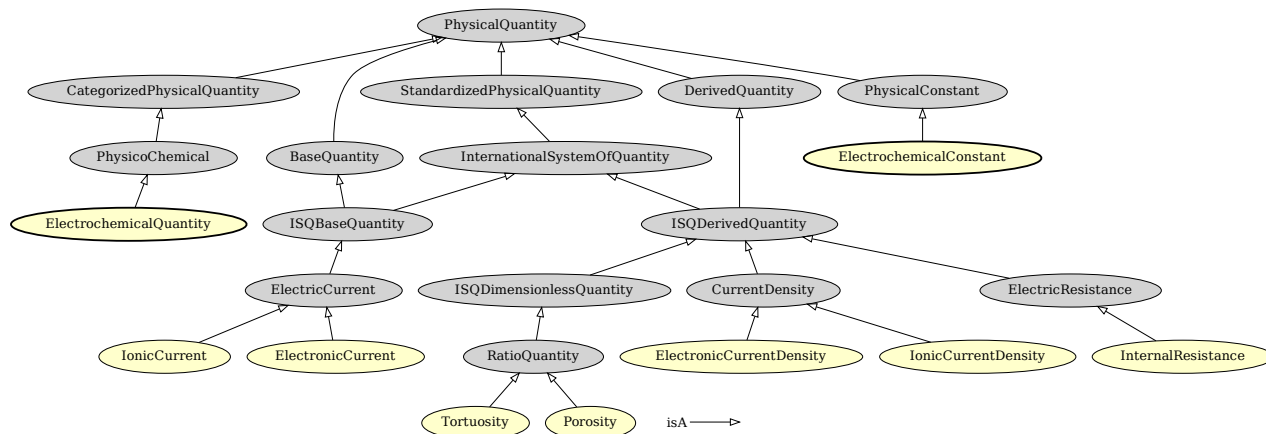 PhysicalQuantity
CategorizedPhysicalQuantity
StandardizedPhysicalQuantity
DerivedQuantity
PhysicalConstant
PhysicoChemical
BaseQuantity
InternationalSystemOfQuantity
ElectrochemicalConstant
ElectrochemicalQuantity
ISQBaseQuantity
ISQDerivedQuantity
ElectricCurrent
ISQDimensionlessQuantity
CurrentDensity
ElectricResistance
IonicCurrent
ElectronicCurrent
RatioQuantity
ElectronicCurrentDensity
IonicCurrentDensity
InternalResistance
Tortuosity
Porosity
isA